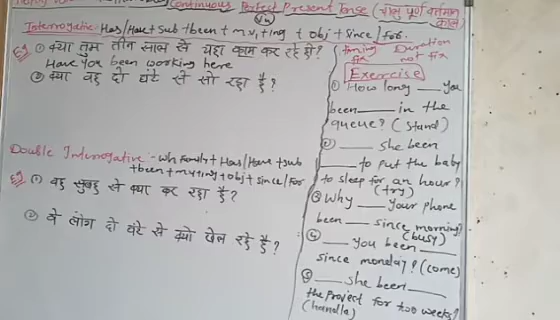 Continuous Perfect Present Tense (चालू पूर्ण वर्तमान काल)
Interrogative: Has/Have + sub + been + mv₁ + ing + obj + since/for.
Eg ① क्या तुम तीन साल से यहा काम कर रहे हो?
Have you been working here
② क्या वह दो घंटे से सो रहा है?
Double Interrogative - Wh Family + Has/Have + sub
+ been + mv₁ + ing + obj + since/for
Eg ① वह सुबह से क्या कर रहा है?
② वे लोग दो घंटे से क्यो खेल रहे है?
timing Duration
fix not fix
Exercise
① How long ___ you
been ___ in the
queue? (stand)
② ___ she been
___ to put the baby
to sleep for an hour?
(try)
③ Why ___ your phone
been ___ since morning?
(busy)
④ ___ you been ___
since monday? (come)
⑤ ___ she been ___
the project for two weeks?
(handle)